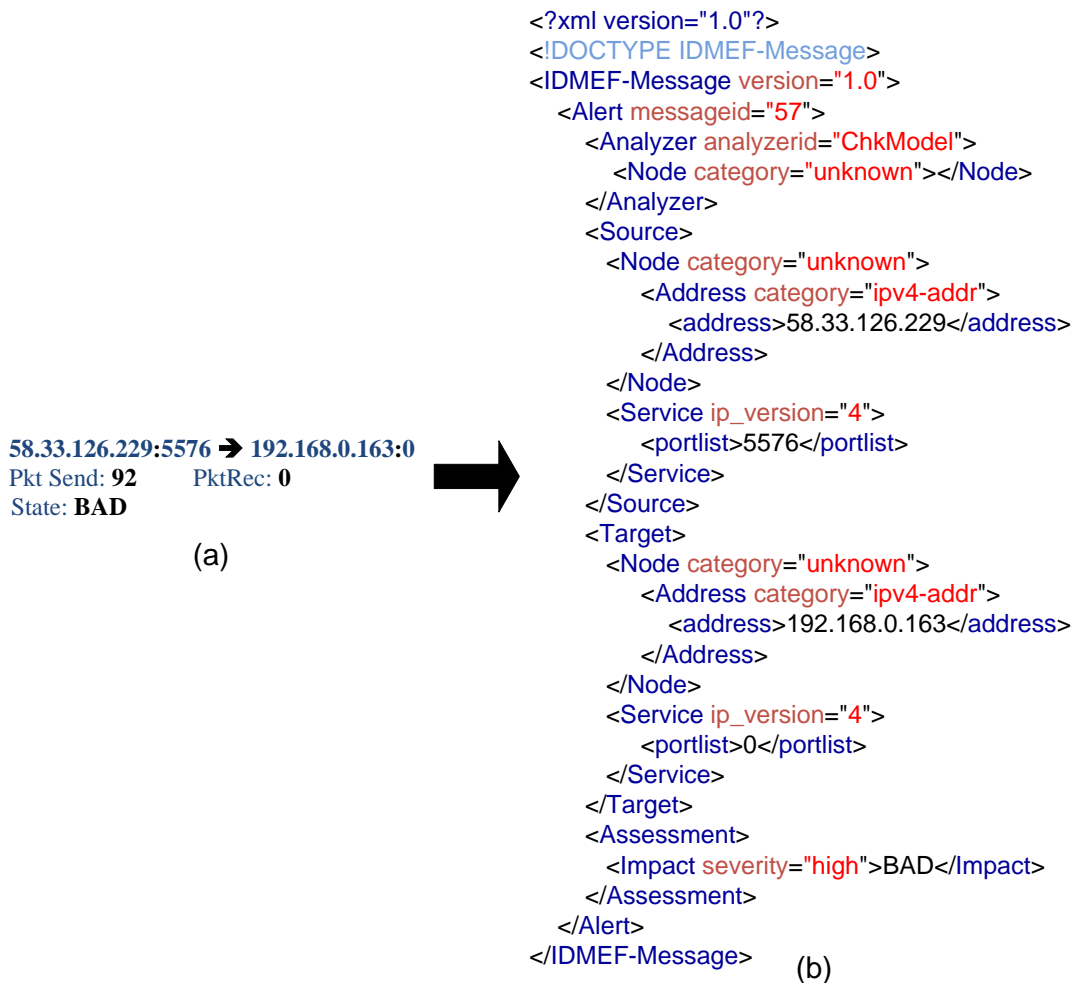 58.33.126.229:5576 ➔ 192.168.0.163:0
Pkt Send: 92 PktRec: 0
State: BAD
(a)
<?xml version="1.0"?>
<!DOCTYPE IDMEF-Message>
<IDMEF-Message version="1.0">
<Alert messageid="57">
<Analyzer analyzerid="ChkModel">
<Node category="unknown"></Node>
</Analyzer>
<Source>
<Node category="unknown">
<Address category="ipv4-addr">
<address>58.33.126.229</address>
</Address>
</Node>
<Service ip_version="4">
<portlist>5576</portlist>
</Service>
</Source>
<Target>
<Node category="unknown">
<Address category="ipv4-addr">
<address>192.168.0.163</address>
</Address>
</Node>
<Service ip_version="4">
<portlist>0</portlist>
</Service>
</Target>
<Assessment>
<Impact severity="high">BAD</Impact>
</Assessment>
</Alert>
</IDMEF-Message>
(b)